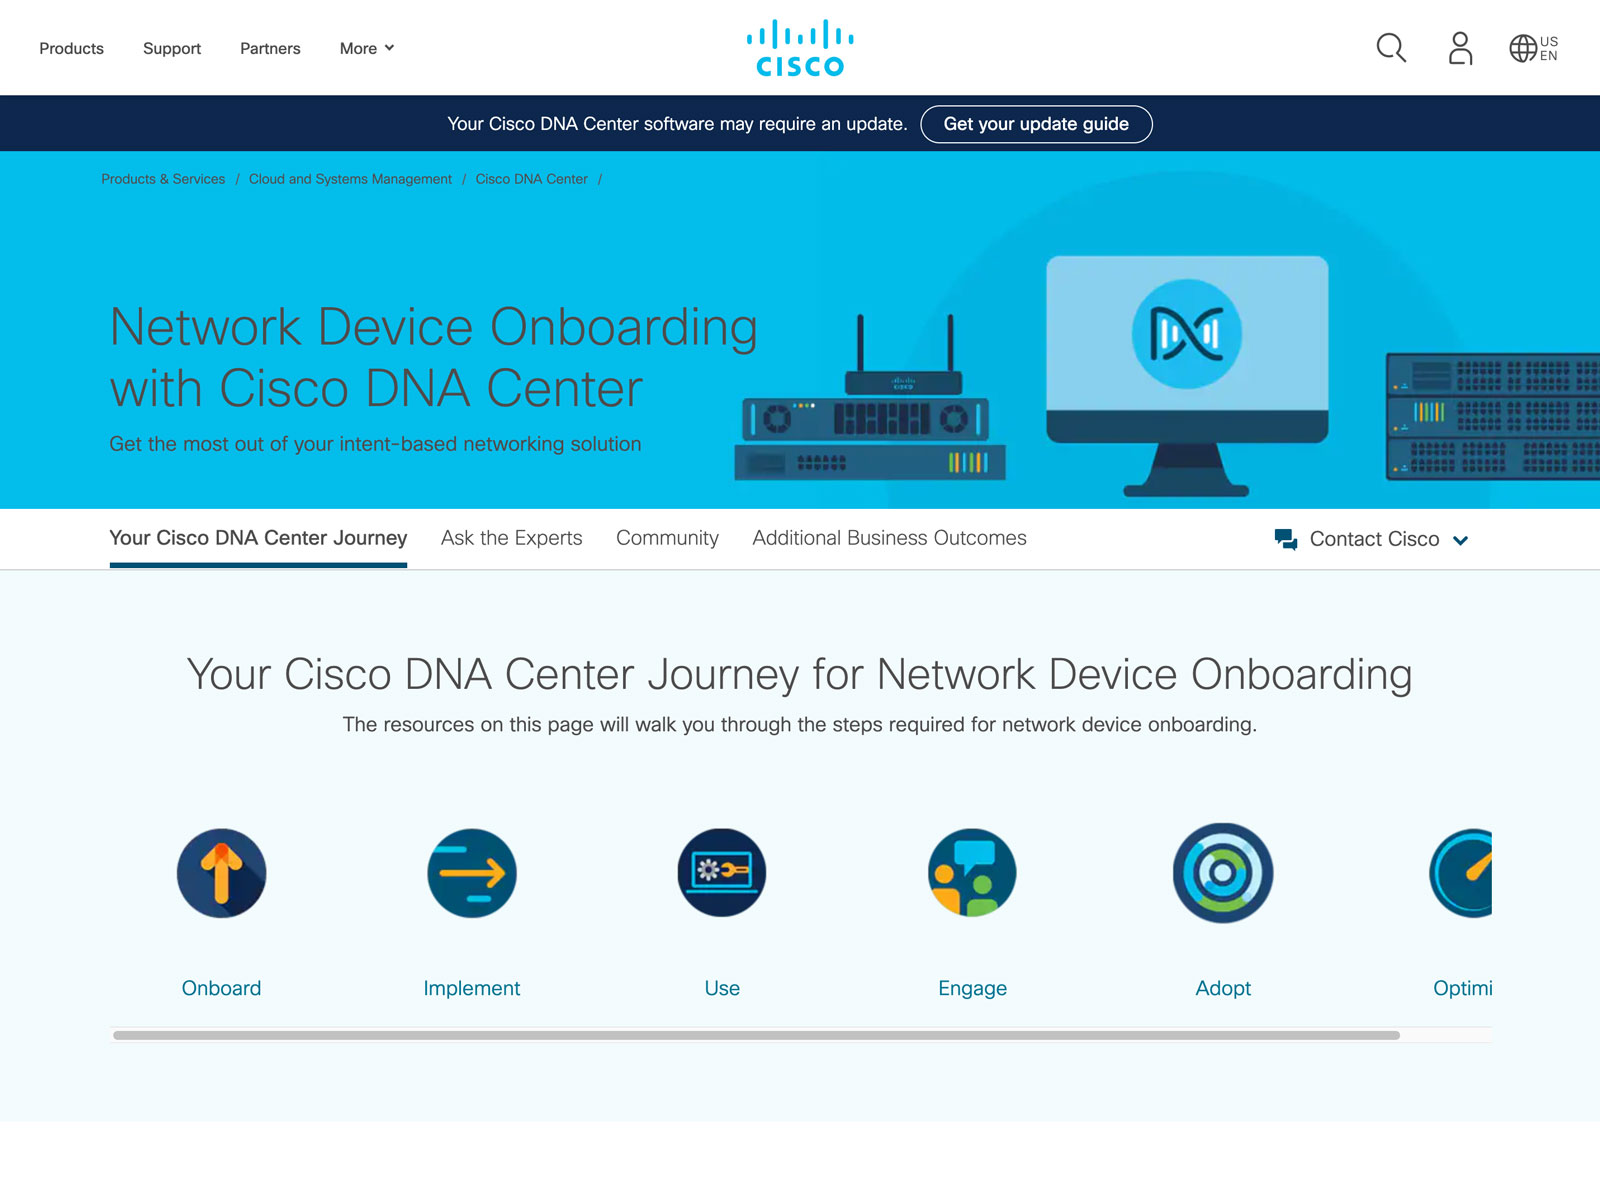 Products
Support
Partners
More
CISCO
US
EN
Your Cisco DNA Center software may require an update.
Get your update guide
Products & Services / Cloud and Systems Management / Cisco DNA Center /
Network Device Onboarding
with Cisco DNA Center
Get the most out of your intent-based networking solution
CISCO
Your Cisco DNA Center Journey
Ask the Experts
Community
Additional Business Outcomes
Contact Cisco
Your Cisco DNA Center Journey for Network Device Onboarding
The resources on this page will walk you through the steps required for network device onboarding.
Onboard
Implement
Use
Engage
Adopt
Optimi